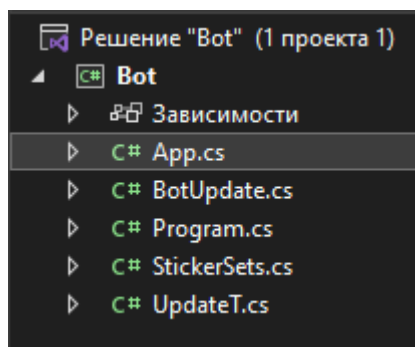 Решение "Bot" (1 проекта 1)
C# Bot
Зависимости
C# App.cs
C# BotUpdate.cs
C# Program.cs
C# StickerSets.cs
C# UpdateT.cs